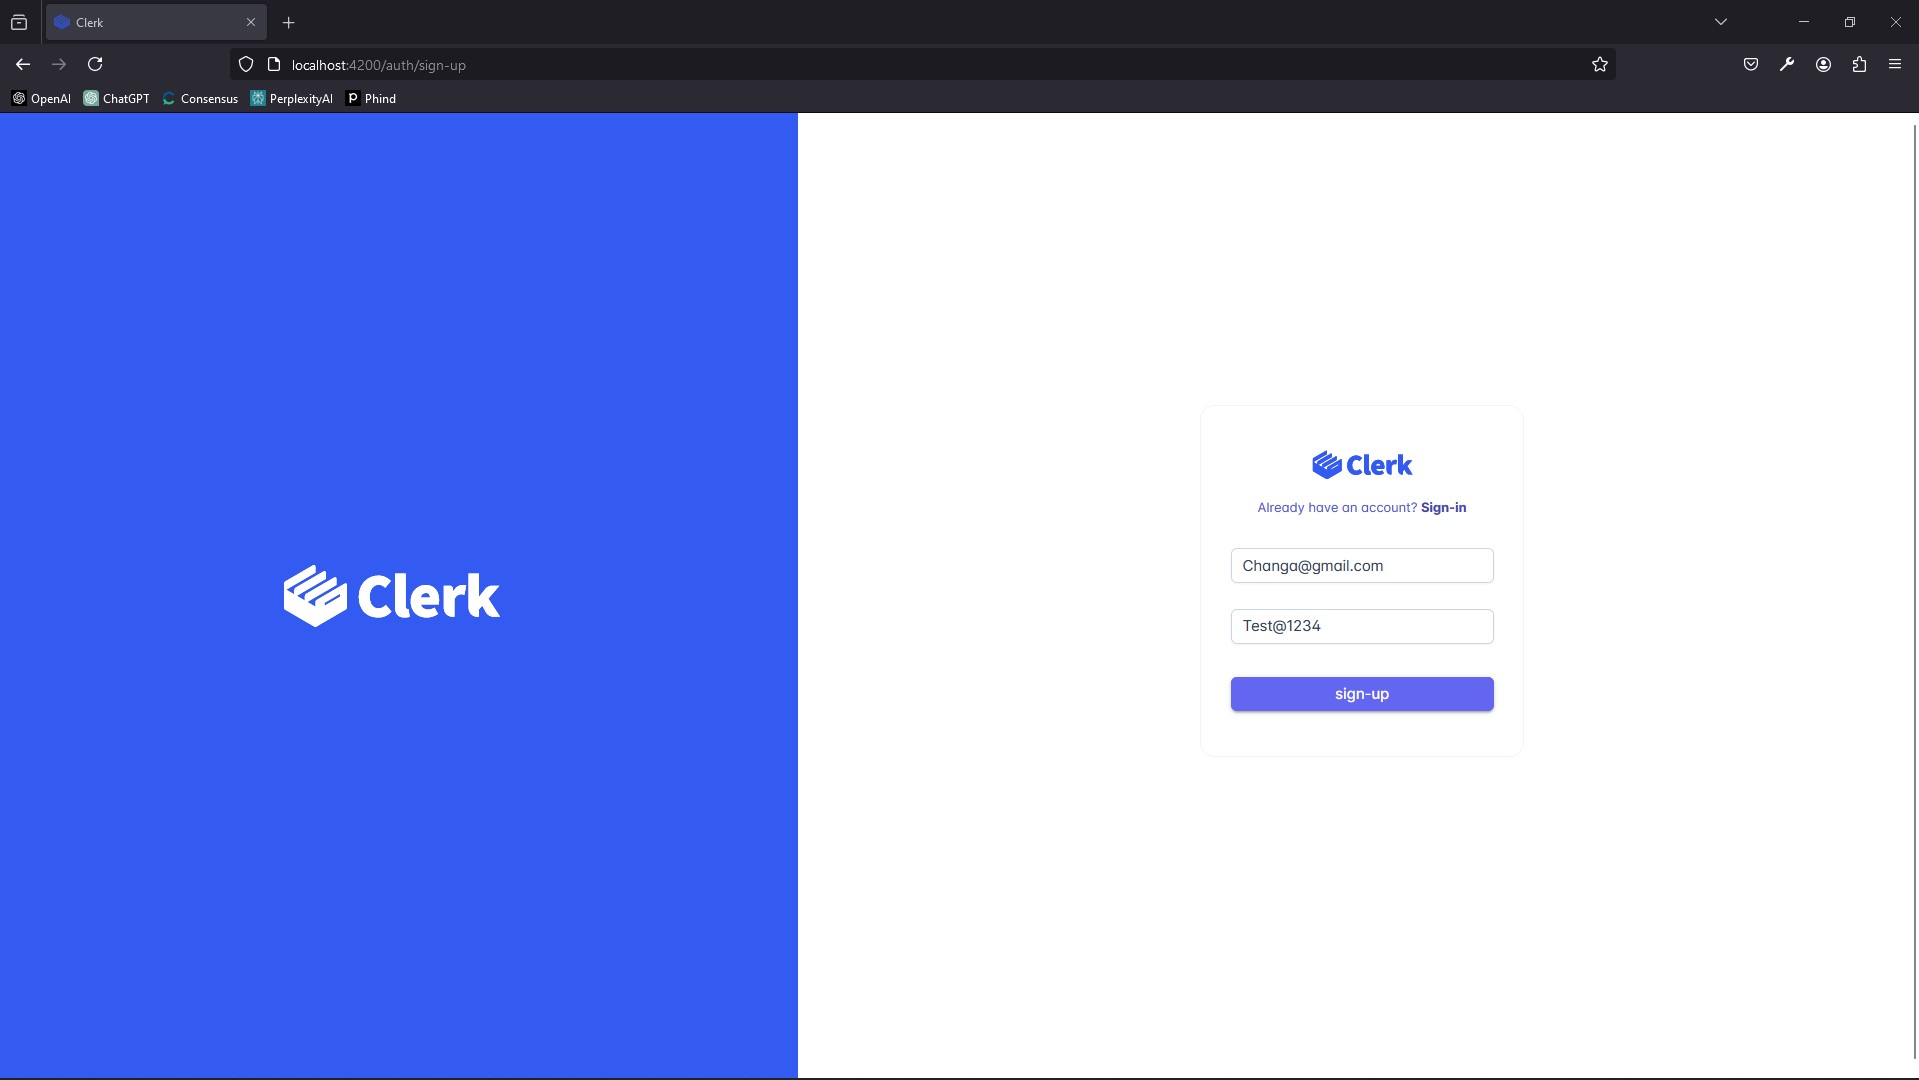 Clerk
localhost:4200/auth/sign-up
OpenAI
ChatGPT
Consensus
PerplexityAI
Phind
Clerk
Clerk
Already have an account? Sign-in
Changa@gmail.com
Test@1234
sign-up